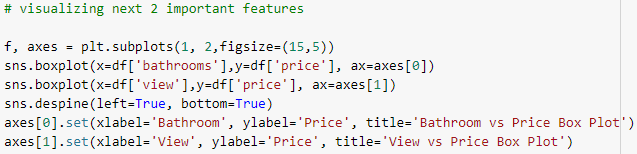 # visualizing next 2 important features
f, axes = plt.subplots(1, 2,figsize=(15,5))
sns.boxplot(x=df['bathrooms'],y=df['price'], ax=axes[0])
sns.boxplot(x=df['view'],y=df['price'], ax=axes[1])
sns.despine(left=True, bottom=True)
axes[0].set(xlabel='Bathroom', ylabel='Price', title='Bathroom vs Price Box Plot')
axes[1].set(xlabel='View', ylabel='Price', title='View vs Price Box Plot')